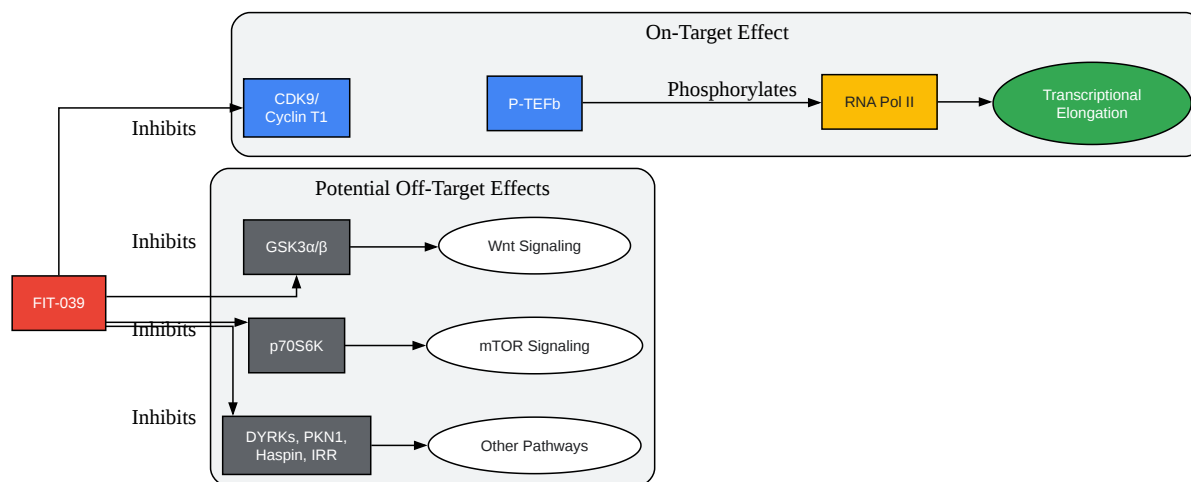 On-Target Effect
CDK9/
Cyclin T1
P-TEFb
Phosphorylates
RNA Pol II
Transcriptional
Elongation
Inhibits
Potential Off-Target Effects
Inhibits
GSK3α/β
Wnt Signaling
FIT-039
Inhibits
p70S6K
mTOR Signaling
Inhibits
DYRKs, PKN1,
Haspin, IRR
Other Pathways